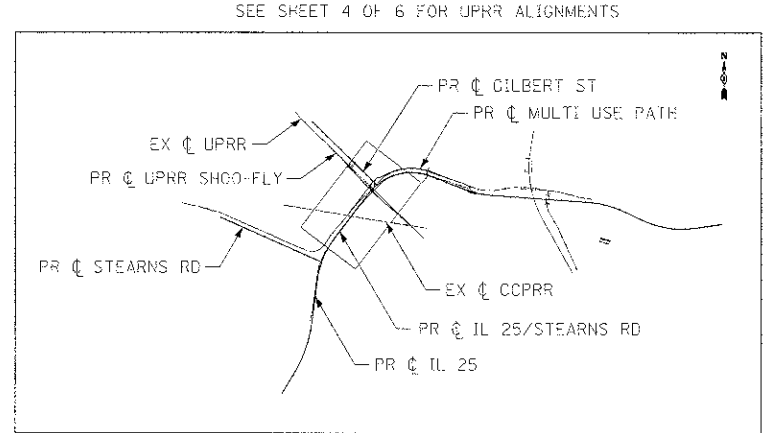 SEE SHEET 4 OF 6 FOR UPRR ALIGNMENTS
N
PR ℄ GILBERT ST
PR ℄ MULTI USE PATH
EX ℄ UPRR
PR ℄ UPRR SHOO-FLY
PR ℄ STEARNS RD
EX ℄ CCPRR
PR ℄ IL 25/STEARNS RD
PR ℄ IL 25